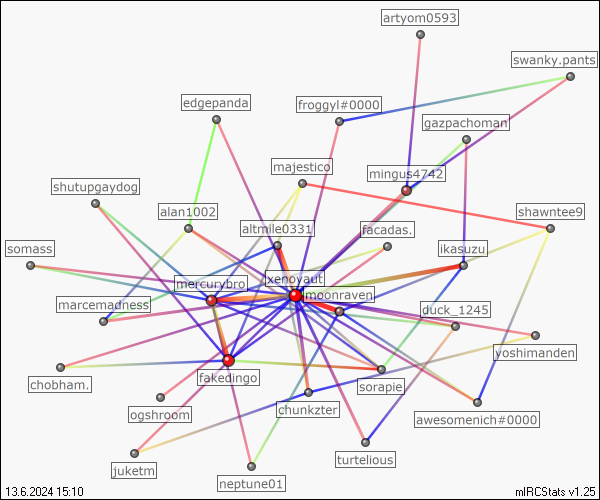 artyom0593
swanky.pants
edgepanda
froggyl#0000
gazpachoman
majestico
mingus4742
shutupgaydog
alan1002
altmile0331
facadas.
shawntee9
somass
ikasuzu
mercurybro
xenoyaut
moonraven
marcemadness
duck_1245
yoshimanden
chobham.
fakedingo
sorapie
ogshroom
chunkzter
awesomenich#0000
juketm
turtelious
neptune01
13.6.2024 15:10
mIRCStats v1.25